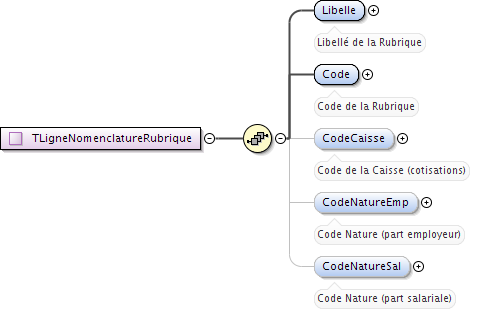 Libelle
Libellé de la Rubrique
Code
Code de la Rubrique
TLigneNomenclatureRubrique
CodeCaisse
Code de la Caisse (cotisations)
CodeNatureEmp
Code Nature (part employeur)
CodeNatureSal
Code Nature (part salariale)